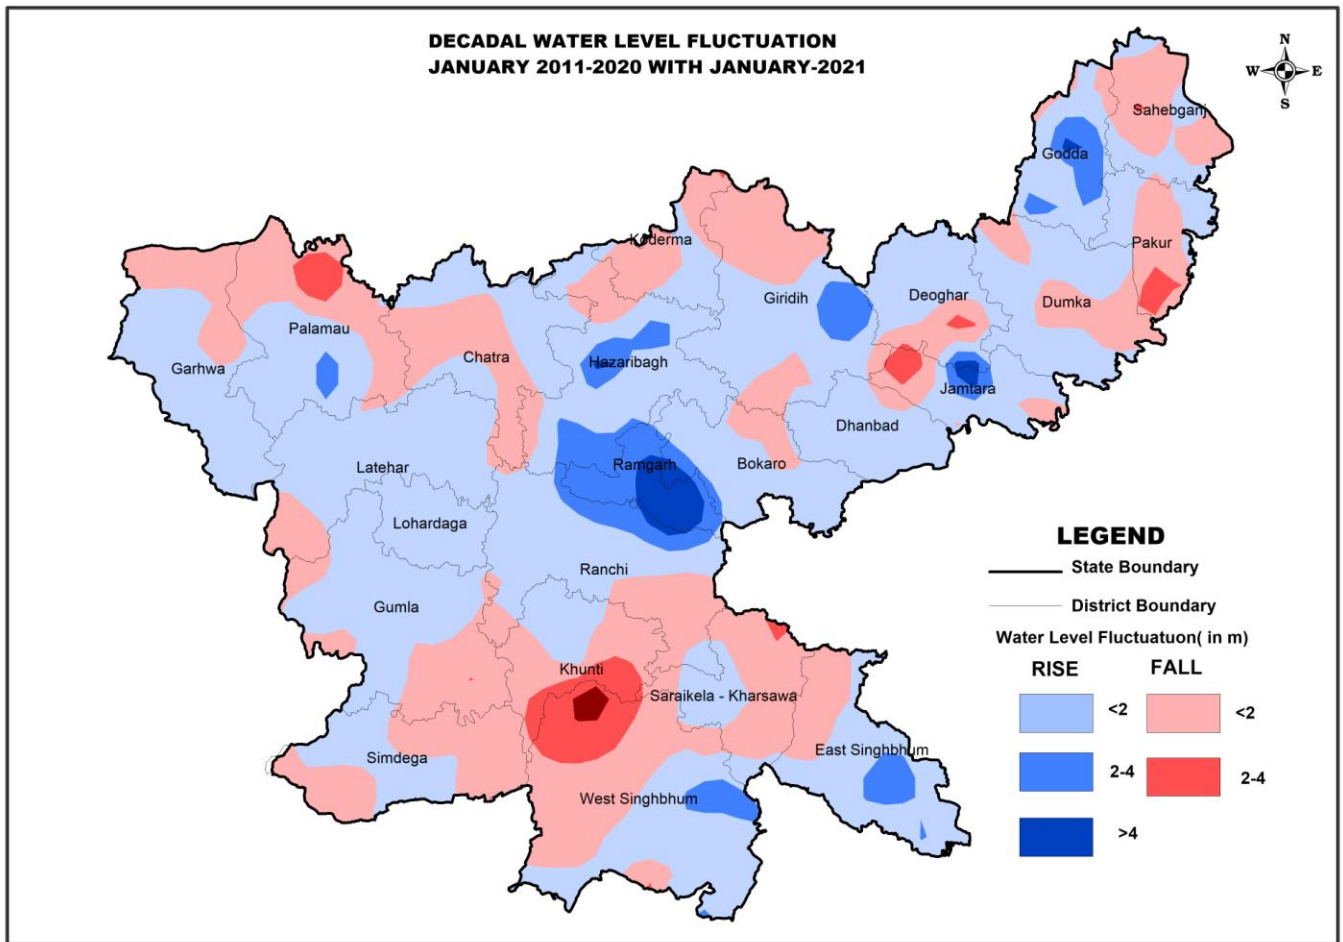 DECADAL WATER LEVEL FLUCTUATION
JANUARY 2011-2020 WITH JANUARY-2021
N
W E
S
Sahebganj
Godda
Koderma
Pakur
Giridih
Deoghar
Dumka
Palamau
Chatra
Hazaribagh
Garhwa
Jamtara
Dhanbad
Latehar
Ramgarh
Bokaro
Lohardaga
Ranchi
Gumla
Khunti
Saraikela - Kharsawa
Simdega
East Singhbhum
West Singhbhum
LEGEND
State Boundary
District Boundary
Water Level Fluctuatuon( in m)
RISE FALL
<2 <2
2-4 2-4
>4